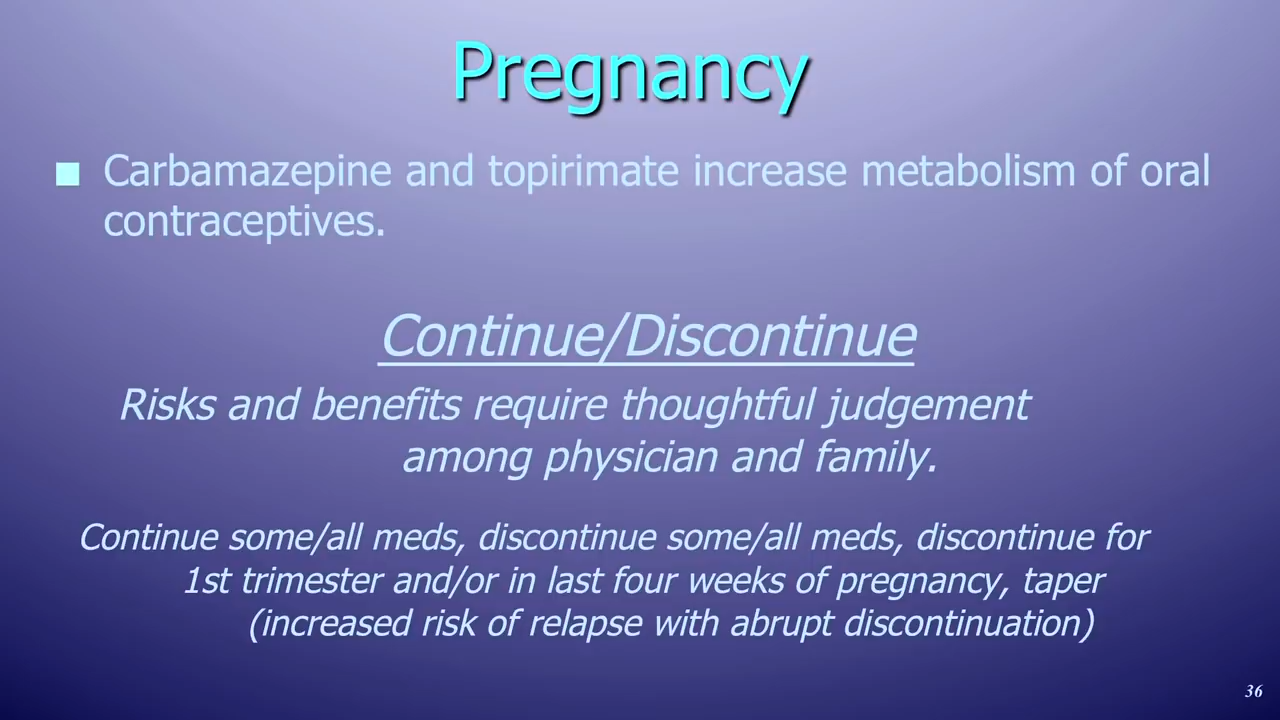 Pregnancy
■ Carbamazepine and topirimate increase metabolism of oral
contraceptives.
Continue/Discontinue
Risks and benefits require thoughtful judgement
among physician and family.
Continue some/all meds, discontinue some/all meds, discontinue for
1st trimester and/or in last four weeks of pregnancy, taper
(increased risk of relapse with abrupt discontinuation)
36